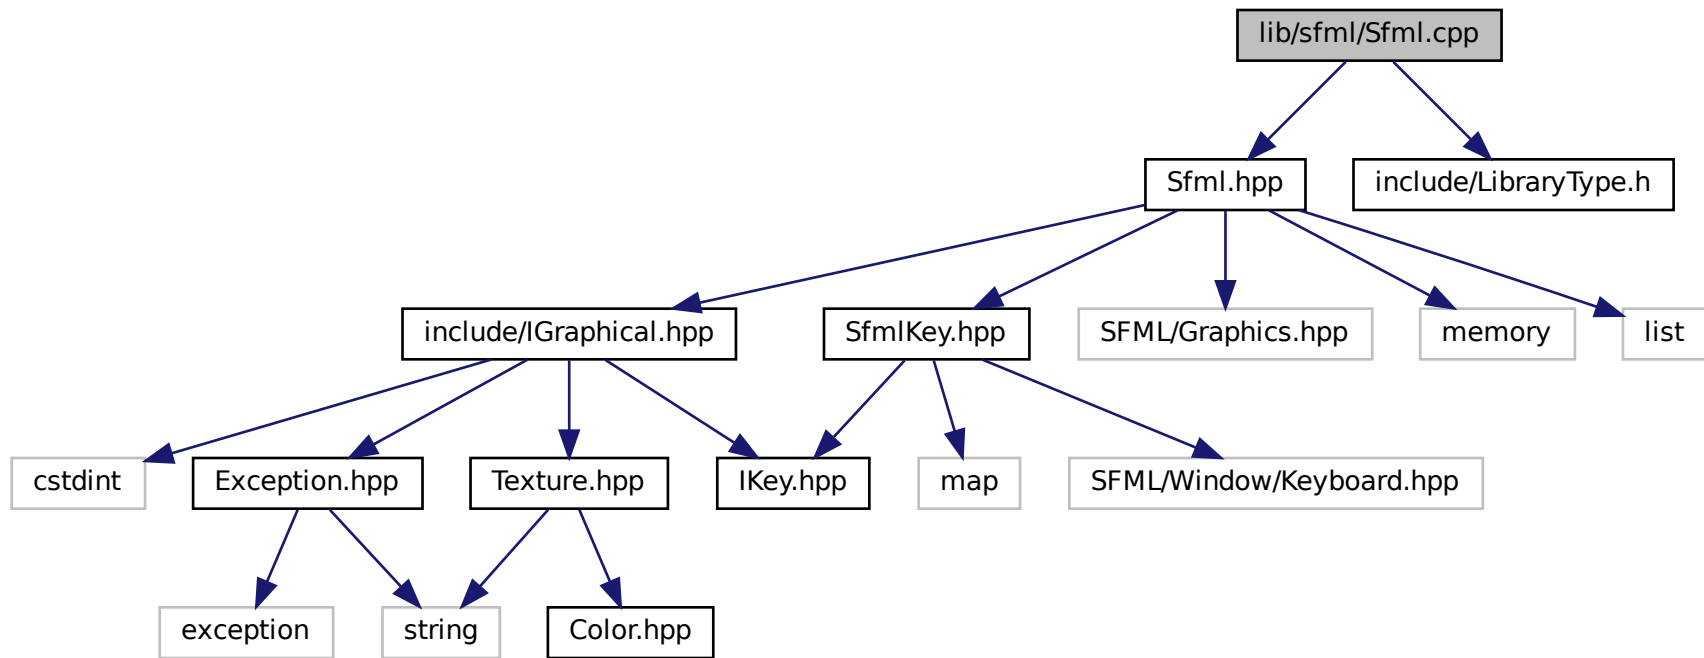 lib/sfml/Sfml.cpp
Sfml.hpp
include/LibraryType.h
include/IGraphical.hpp
SfmlKey.hpp
SFML/Graphics.hpp
memory
list
cstdint
Exception.hpp
Texture.hpp
IKey.hpp
map
SFML/Window/Keyboard.hpp
exception
string
Color.hpp